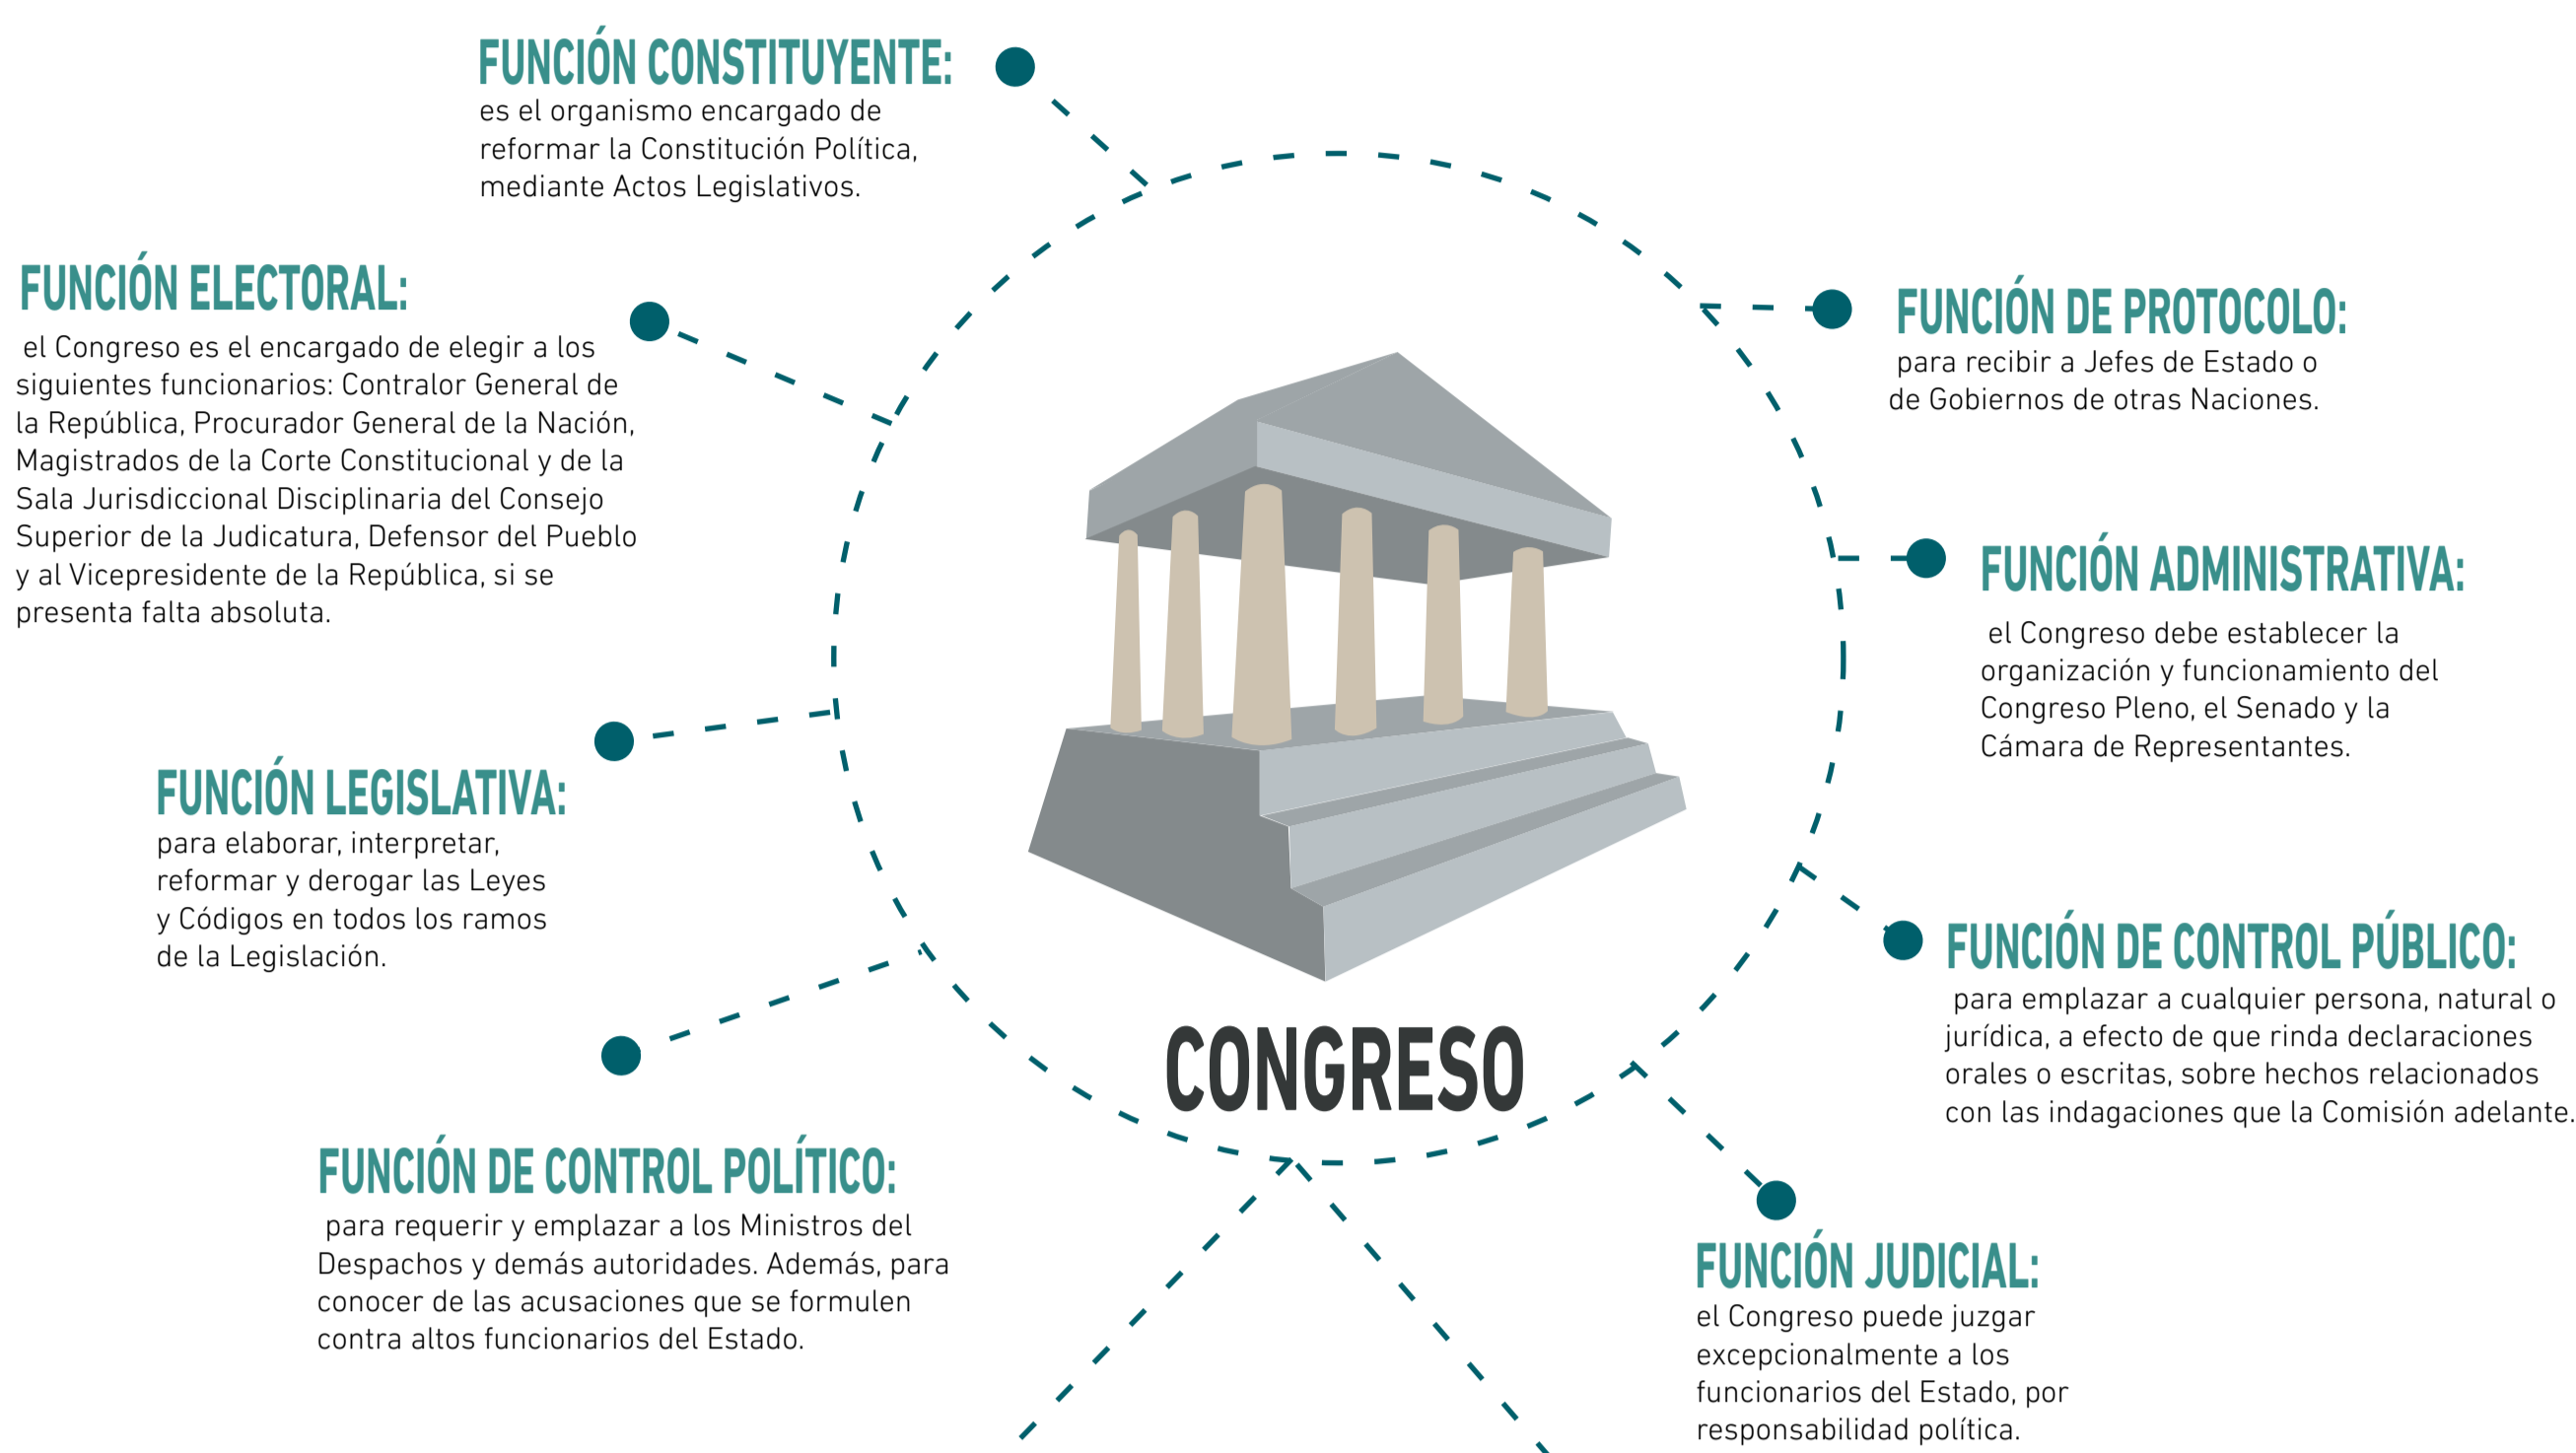 FUNCIÓN CONSTITUYENTE:
es el organismo encargado de
reformar la Constitución Política,
mediante Actos Legislativos.
FUNCIÓN ELECTORAL:
el Congreso es el encargado de elegir a los
siguientes funcionarios: Contralor General de
la República, Procurador General de la Nación,
Magistrados de la Corte Constitucional y de la
Sala Jurisdiccional Disciplinaria del Consejo
Superior de la Judicatura, Defensor del Pueblo
y al Vicepresidente de la República, si se
presenta falta absoluta.
FUNCIÓN LEGISLATIVA:
para elaborar, interpretar,
reformar y derogar las Leyes
y Códigos en todos los ramos
de la Legislación.
FUNCIÓN DE CONTROL POLÍTICO:
para requerir y emplazar a los Ministros del
Despachos y demás autoridades. Además, para
conocer de las acusaciones que se formulen
contra altos funcionarios del Estado.
CONGRESO
FUNCIÓN DE PROTOCOLO:
para recibir a Jefes de Estado o
de Gobiernos de otras Naciones.
FUNCIÓN ADMINISTRATIVA:
el Congreso debe establecer la
organización y funcionamiento del
Congreso Pleno, el Senado y la
Cámara de Representantes.
FUNCIÓN DE CONTROL PÚBLICO:
para emplazar a cualquier persona, natural o
jurídica, a efecto de que rinda declaraciones
orales o escritas, sobre hechos relacionados
con las indagaciones que la Comisión adelante.
FUNCIÓN JUDICIAL:
el Congreso puede juzgar
excepcionalmente a los
funcionarios del Estado, por
responsabilidad política.